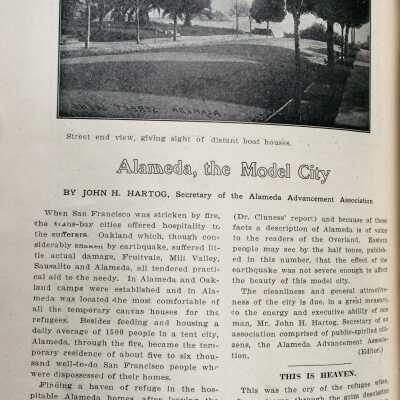 Street end view, giving sight of distant boat houses.
Alameda, the Model City
BY JOHN H. HARTOG, Secretary of the Alameda Advancement Association
When San Francisco was stricken by fire,
the trans-bay cities offered hospitality to
the sufferers. Oakland which, though con-
siderably shaken by earthquake, suffered lit-
tle actual damage, Fruitvale, Mill Valley,
Sausalito and Alameda, all tendered practi-
cal aid to the needy. In Alameda and Oak-
land camps were established and in Ala-
meda was located the most comfortable of
all the temporary canvas houses for the
refugees. Besides feeding and housing a
daily average of 1500 people in a tent city,
Alameda, through the fire, became the tem-
porary residence of about five to six thou-
sand well-to-do San Francisco people who
were dispossessed of their homes.
Finding a haven of refuge in the hos-
pitable Alameda homes, after leaving the
(Dr. Cluness' report) and because of these
facts a description of Alameda is of value
to the readers of the Overland. Eastern
people may see by the half tones, publish-
ed in this number, that the effect of the
earthquake was not severe enough to affect
the beauty of this model city.
The cleanliness and general attractive-
ness of the city is due, in a great measure,
to the energy and executive ability of one
man, Mr. John H. Hartog, Secretary of an
association comprised of public-spirited citi-
zens, the Alameda Advancement Associa-
tion. (Editor.)
THIS IS HEAVEN.
This was the cry of the refugee when,
through the grim desolation